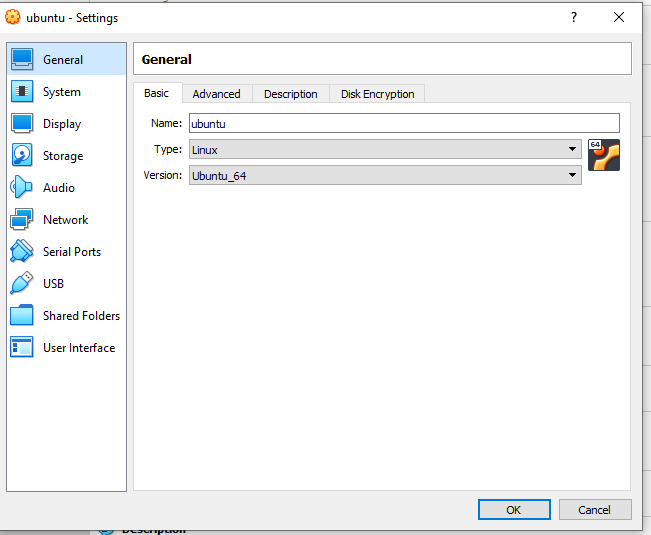 ubuntu - Settings
?
General
System
Display
Storage
Audio
Network
Serial Ports
USB
Shared Folders
User Interface
General
Basic Advanced Description Disk Encryption
Name: ubuntu
Type: Linux
64
Version: Ubuntu_64
OK Cancel
Description